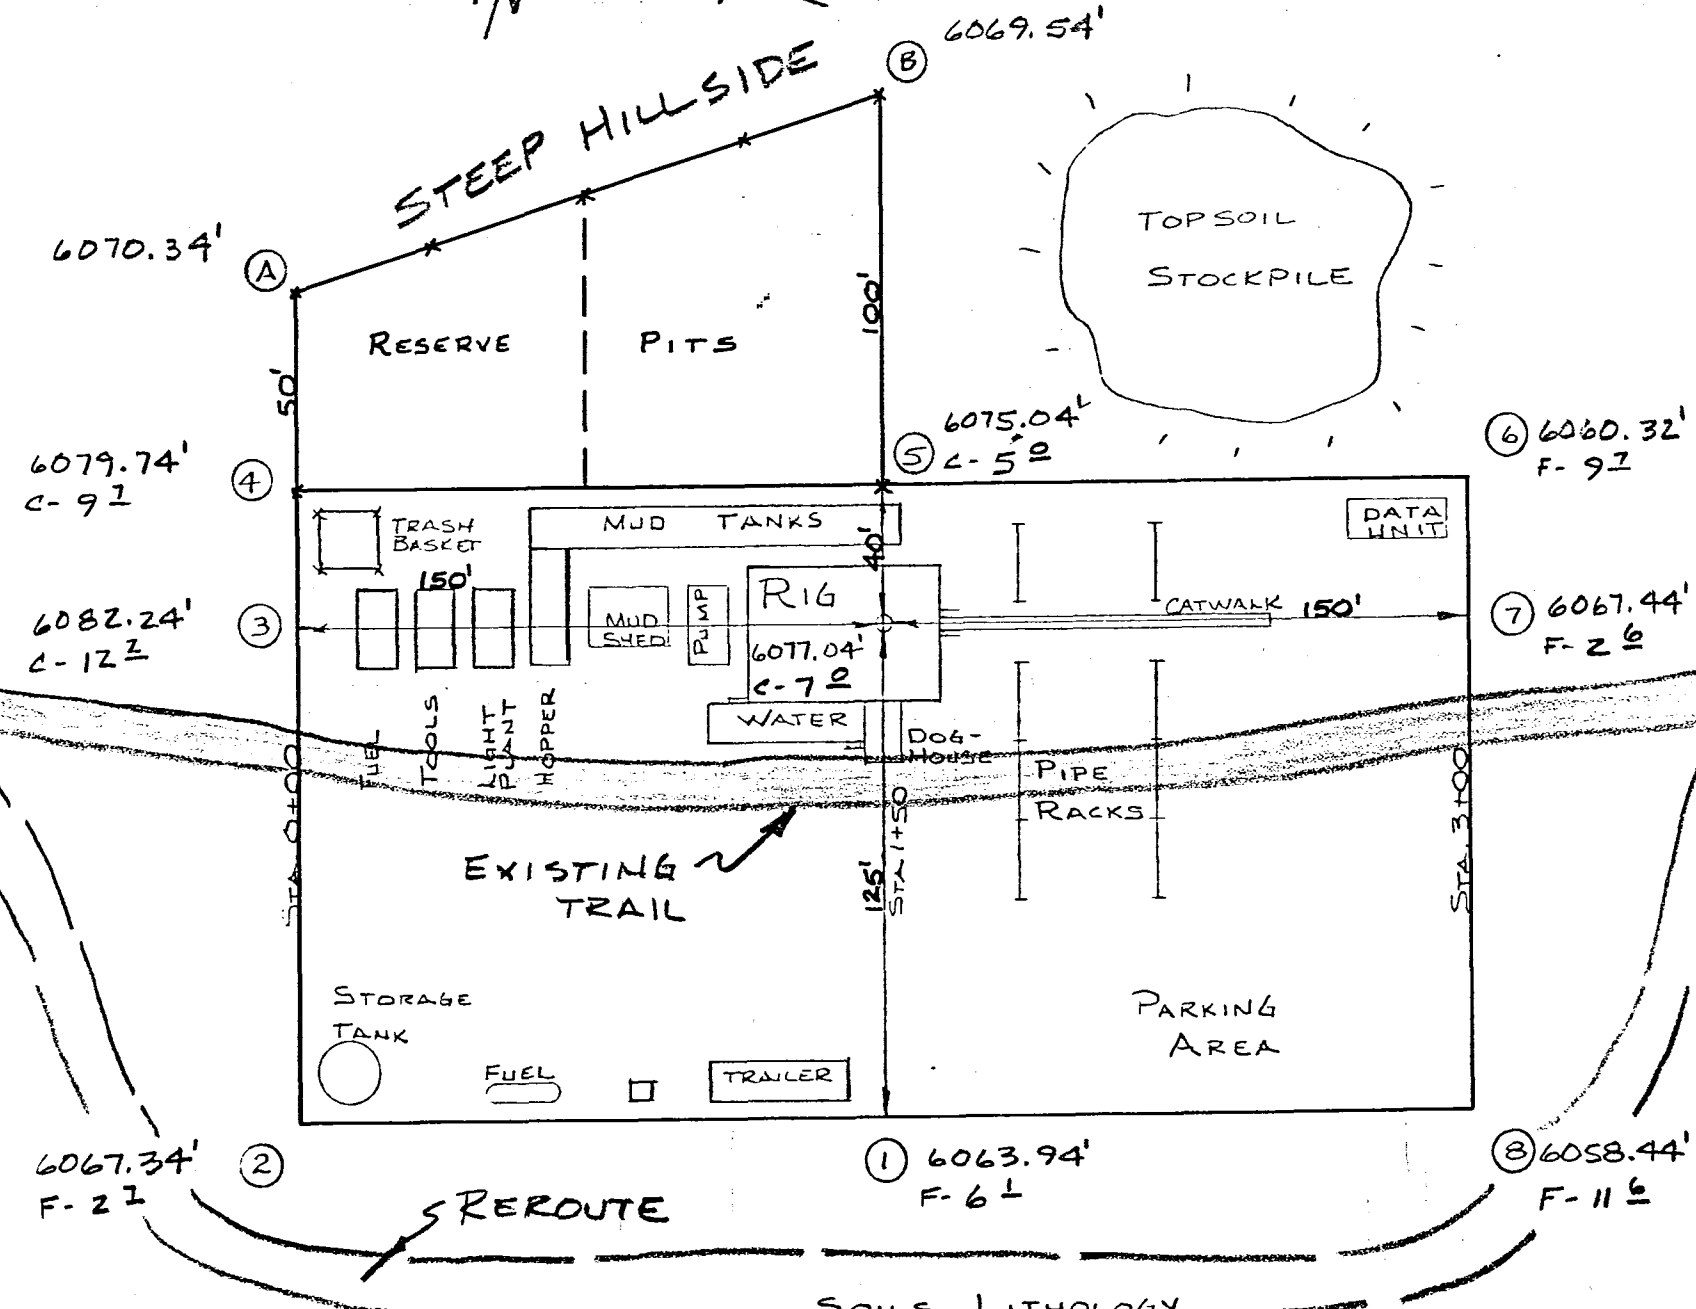 6069.54'
B
STEEP HILLSIDE
6070.34'
A
TOPSOIL
STOCKPILE
RESERVE PITS
100'
50'
6075.04'
5
C- 5 0
6 6060.32'
F- 9 7
6079.74'
4
C- 9 7
TRASH
BASKET
MUD TANKS
DATA
UNIT
40'
150'
RIG
CATWALK 150'
6082.24'
3
C- 12 2
MUD
SHED
PUMP
6077.04'
C- 7 0
7 6067.44'
F- 2 6
FUEL
TOOLS
LIGHT
PLANT
HOPPER
WATER
DOG-
HOUSE
PIPE
RACKS
STA. 0+00
STA. 1+50
STA. 3+00
125'
EXISTING
TRAIL
STORAGE
TANK
PARKING
AREA
FUEL
TRAILER
6067.34'
2
F- 2 7
1 6063.94'
F- 6 1
8 6058.44'
F- 11 6
REROUTE
SOILS LITHOLOGY